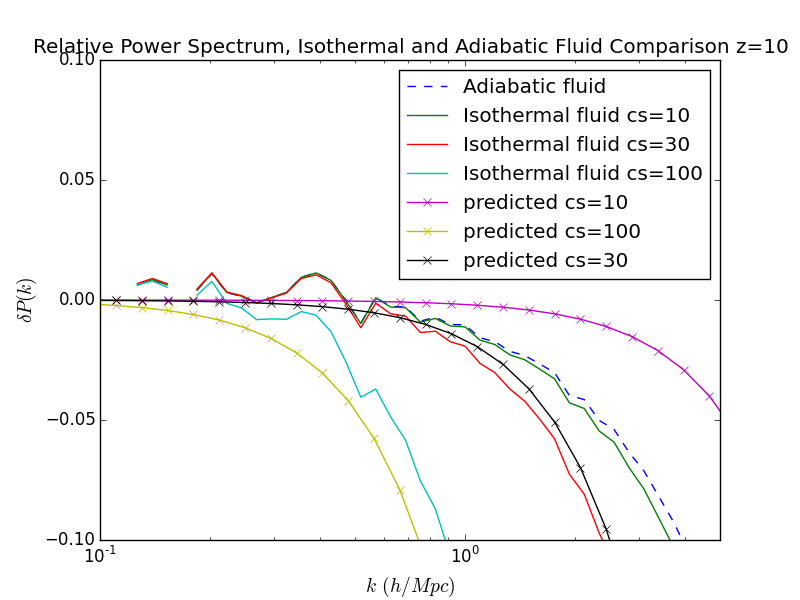 Relative Power Spectrum, Isothermal and Adiabatic Fluid Comparison z=10
0.10
0.05
0.00
−0.05
−0.10
δP(k)
Adiabatic fluid
Isothermal fluid cs=10
Isothermal fluid cs=30
Isothermal fluid cs=100
predicted cs=10
predicted cs=100
predicted cs=30
10⁻¹
10⁰
k (h/Mpc)